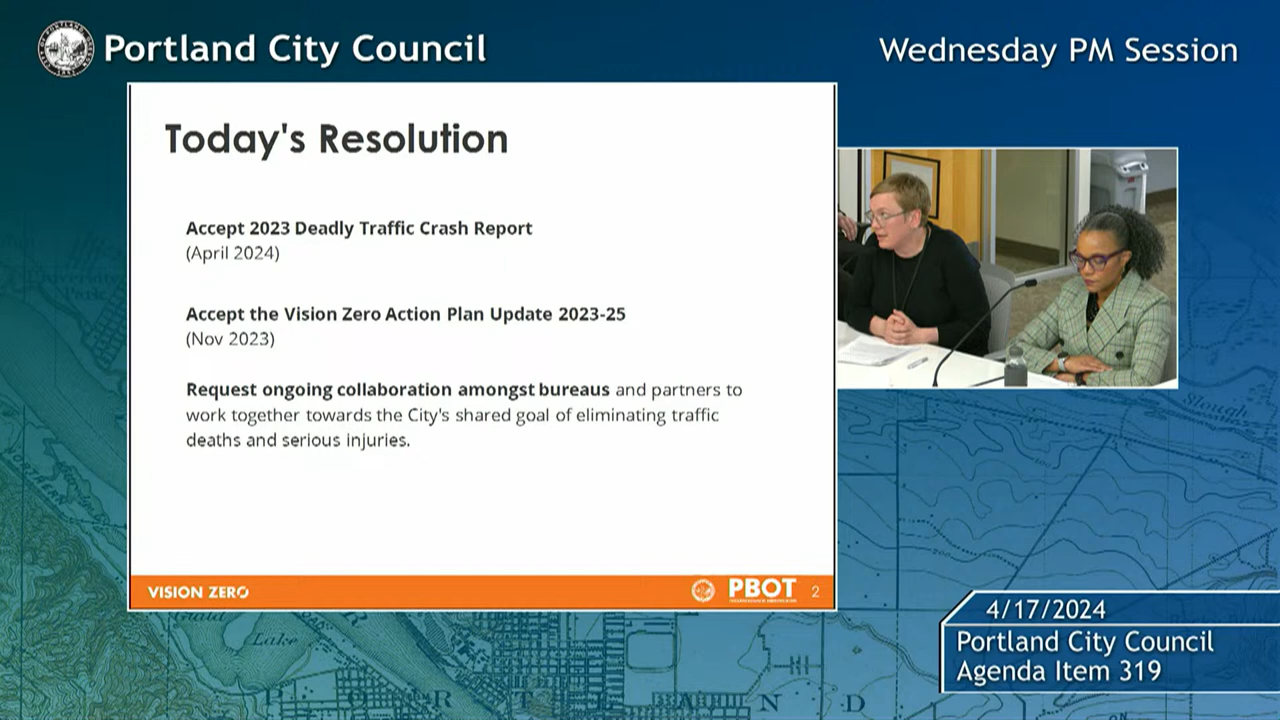 Portland City Council
Wednesday PM Session
Today's Resolution
Accept 2023 Deadly Traffic Crash Report
(April 2024)
Accept the Vision Zero Action Plan Update 2023-25
(Nov 2023)
Request ongoing collaboration amongst bureaus and partners to
work together towards the City's shared goal of eliminating traffic
deaths and serious injuries.
VISION ZERO
PBOT
2
Slough
Guild
Lake
4/17/2024
Portland City Council
Agenda Item 319